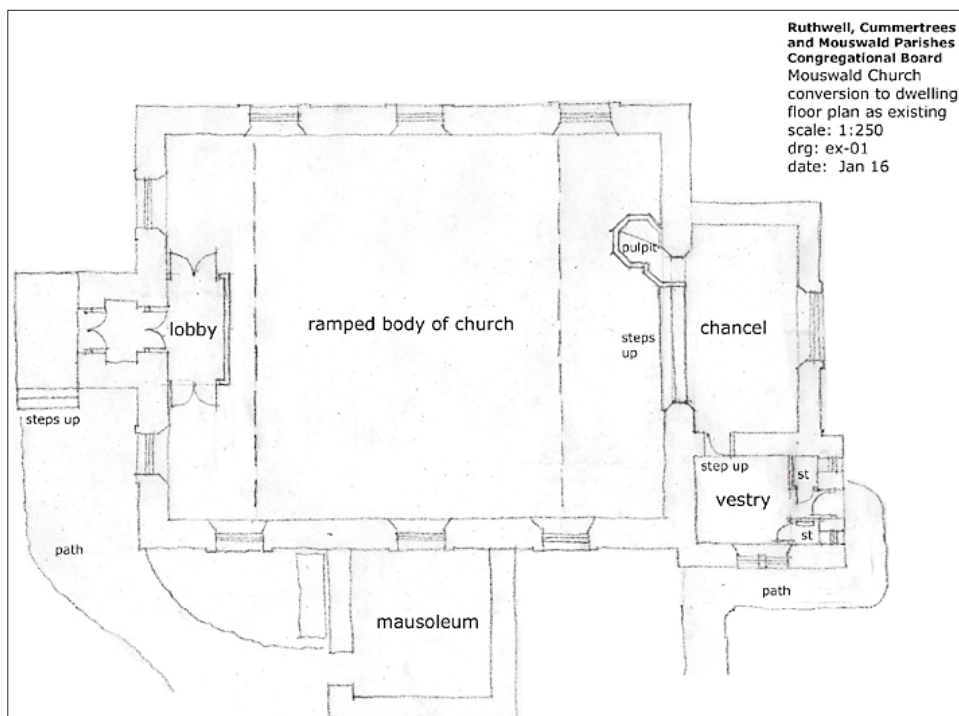 Ruthwell, Cummertrees
and Mouswald Parishes
Congregational Board
Mouswald Church
conversion to dwelling
floor plan as existing
scale: 1:250
drg: ex-01
date: Jan 16
pulpit
lobby
ramped body of church
steps
up
chancel
steps up
step up
st
vestry
st
path
path
mausoleum